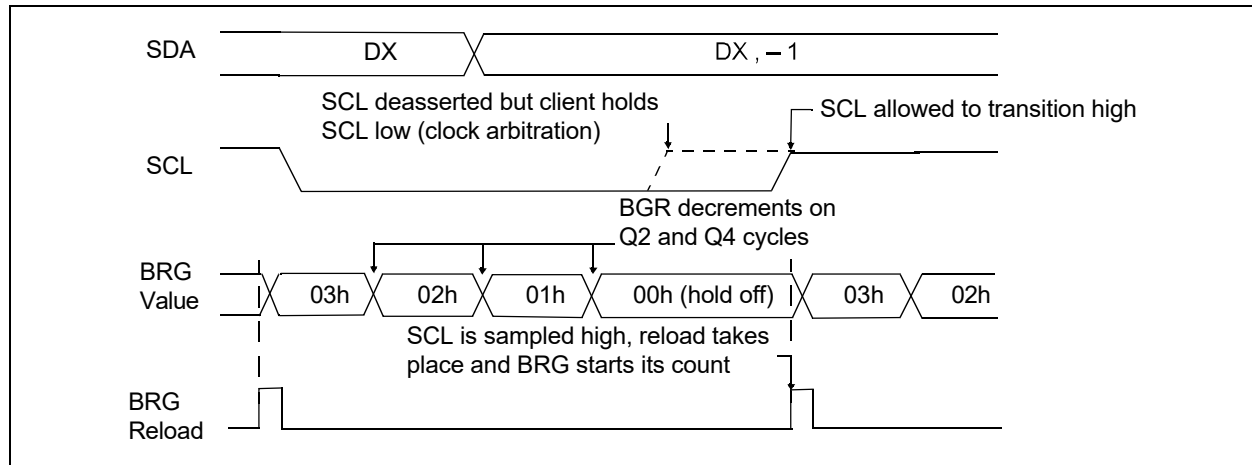 SDA
DX
DX , – 1
SCL deasserted but client holds
SCL low (clock arbitration)
SCL allowed to transition high
SCL
BGR decrements on
Q2 and Q4 cycles
BRG
Value
03h
02h
01h
00h (hold off)
03h
02h
SCL is sampled high, reload takes
place and BRG starts its count
BRG
Reload